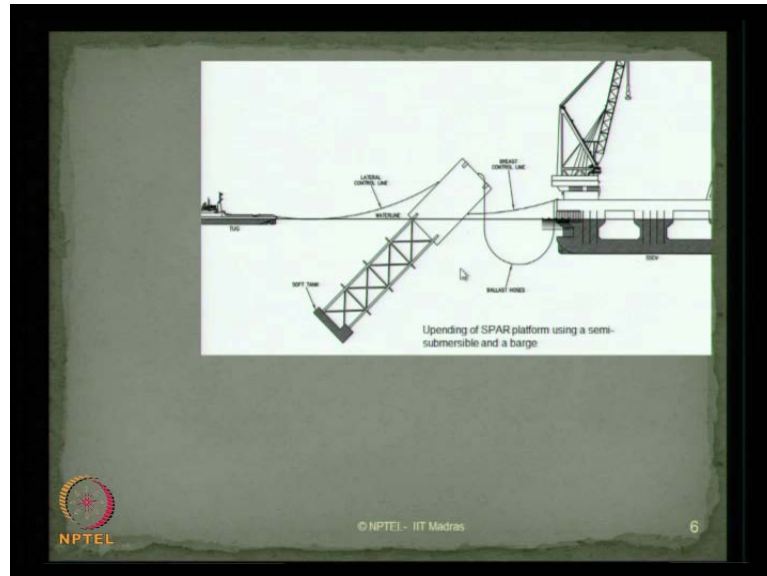 LATERAL
CONTROL LINE
BREAST
CONTROL LINE
WATERLINE
TUG
SSCV
SOFT TANK
BALLAST HOSES
Upending of SPAR platform using a semi-
submersible and a barge
NPTEL
© NPTEL - IIT Madras
6